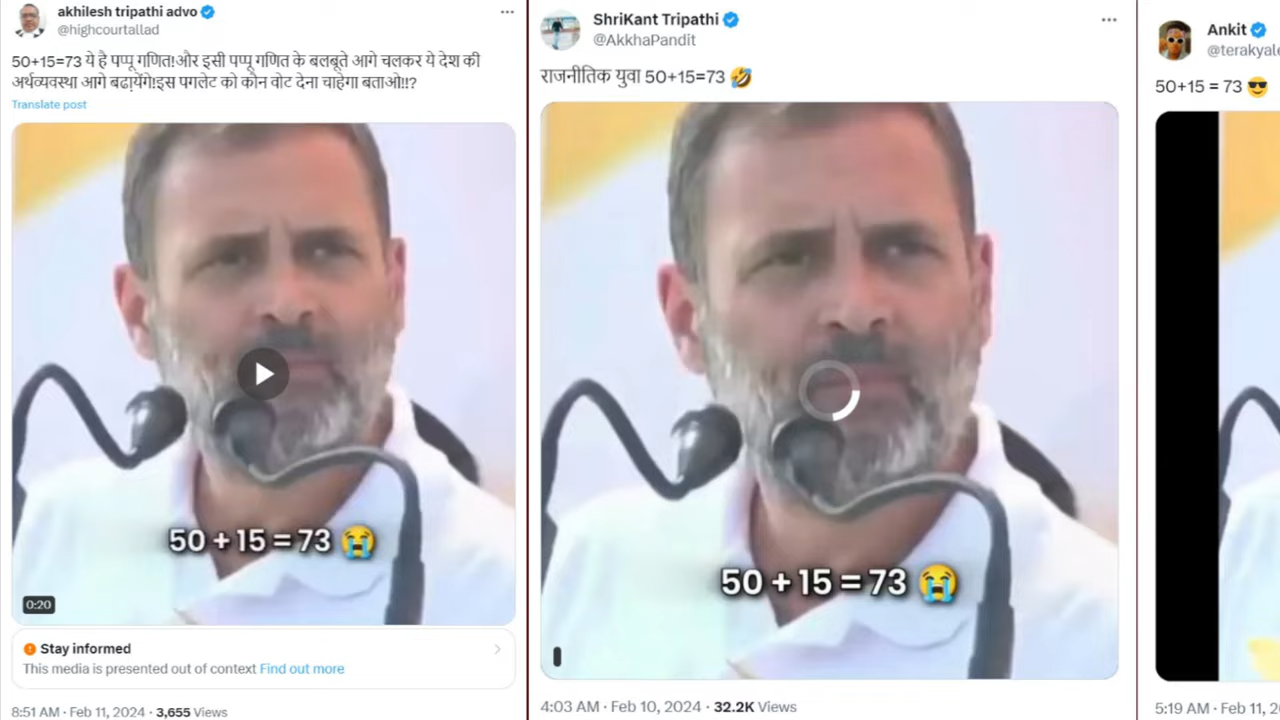 akhilesh tripathi advo
@highcourtallad
50+15=73 ये है पप्पू गणित!और इसी पप्पू गणित के बलबूते आगे चलकर ये देश की
अर्थव्यवस्था आगे बढा़येंगे!इस पगलेट को कौन वोट देना चाहेगा बताओ!!?
Translate post
50 + 15 = 73 😭
0:20
Stay informed
This media is presented out of context Find out more
8:51 AM · Feb 11, 2024 · 3,655 Views
ShriKant Tripathi
@AkkhaPandit
राजनीतिक युवा 50+15=73 🤣
50 + 15 = 73 😭
4:03 AM · Feb 10, 2024 · 32.2K Views
Ankit
@terakyale
50+15 = 73 😎
5:19 AM · Feb 11, 2